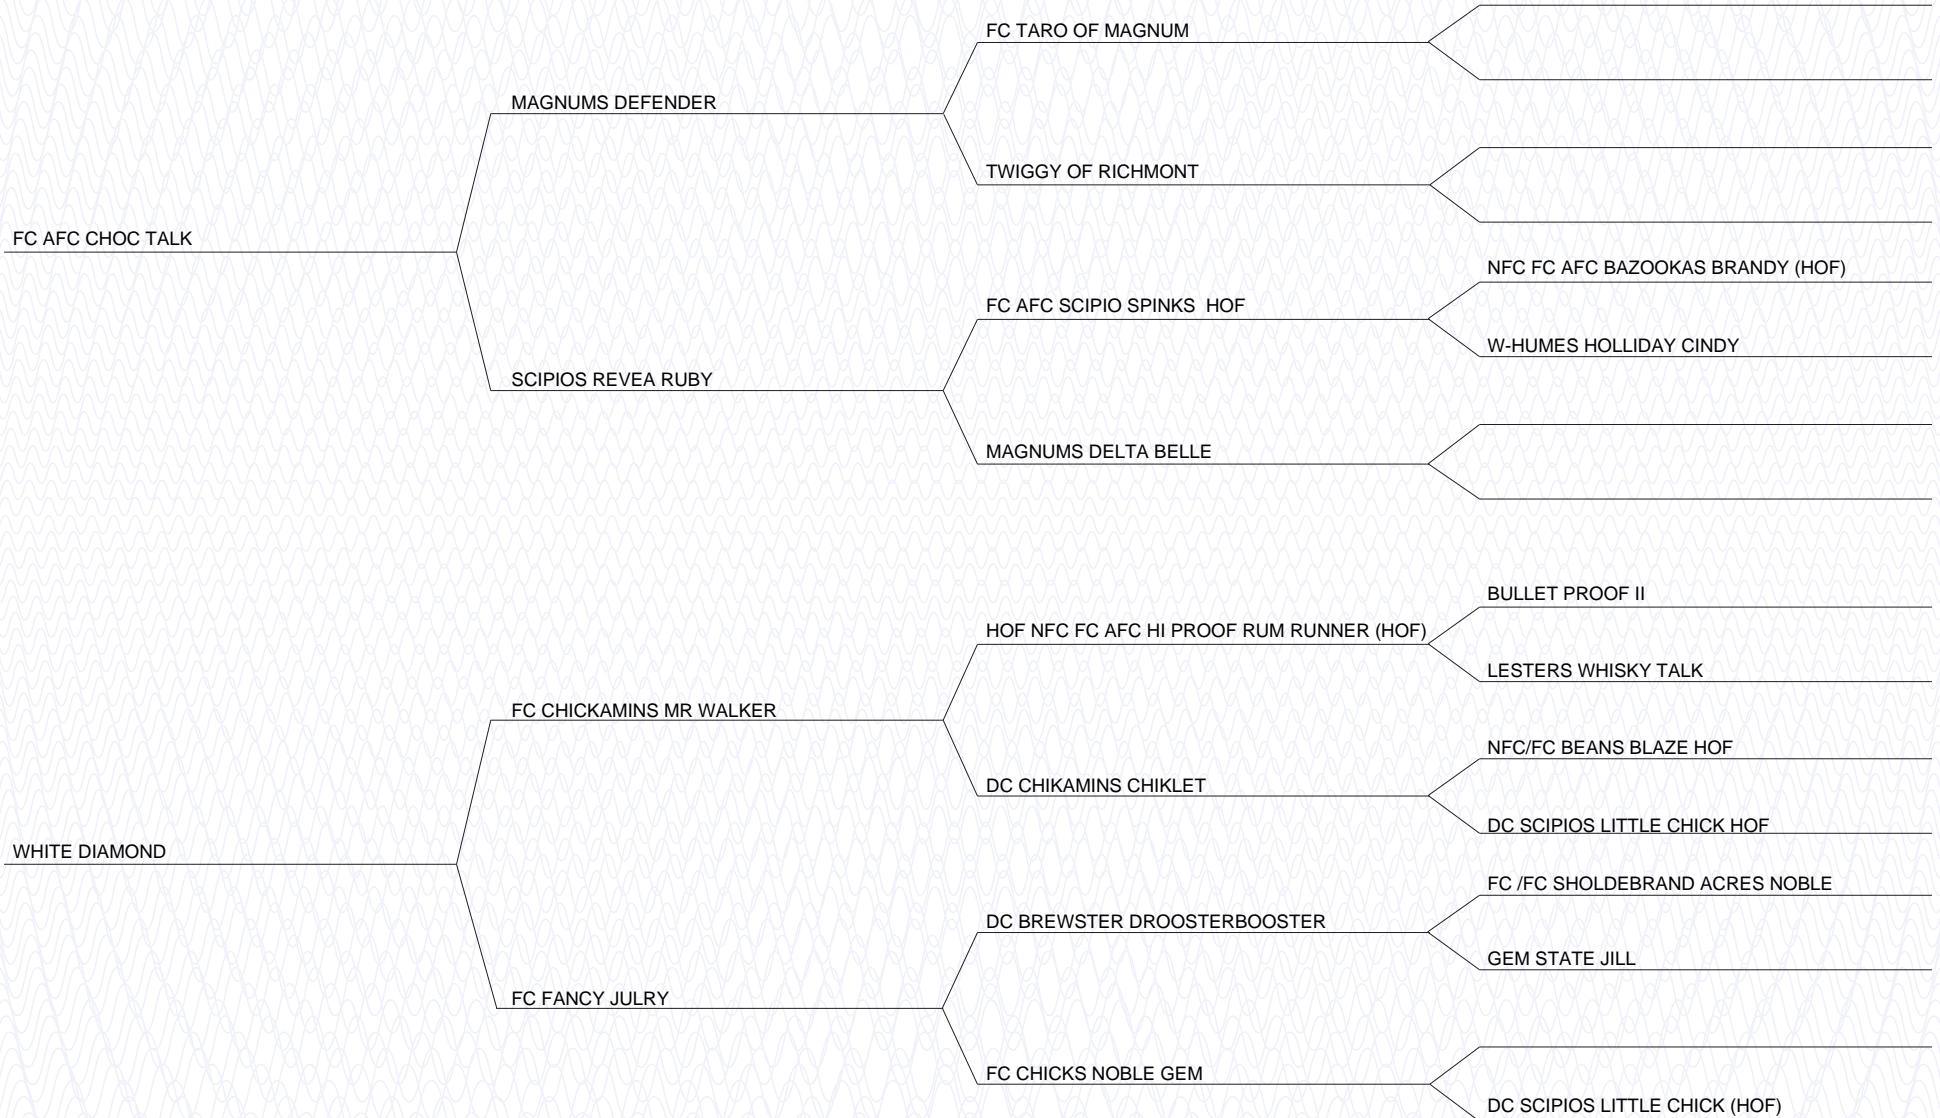 FC TARO OF MAGNUM
MAGNUMS DEFENDER
TWIGGY OF RICHMONT
FC AFC CHOC TALK
NFC FC AFC BAZOOKAS BRANDY (HOF)
FC AFC SCIPIO SPINKS  HOF
W-HUMES HOLLIDAY CINDY
SCIPIOS REVEA RUBY
MAGNUMS DELTA BELLE
BULLET PROOF II
HOF NFC FC AFC HI PROOF RUM RUNNER (HOF)
LESTERS WHISKY TALK
FC CHICKAMINS MR WALKER
NFC/FC BEANS BLAZE HOF
DC CHIKAMINS CHIKLET
DC SCIPIOS LITTLE CHICK HOF
WHITE DIAMOND
FC /FC SHOLDEBRAND ACRES NOBLE
DC BREWSTER DROOSTERBOOSTER
GEM STATE JILL
FC FANCY JULRY
FC CHICKS NOBLE GEM
DC SCIPIOS LITTLE CHICK (HOF)